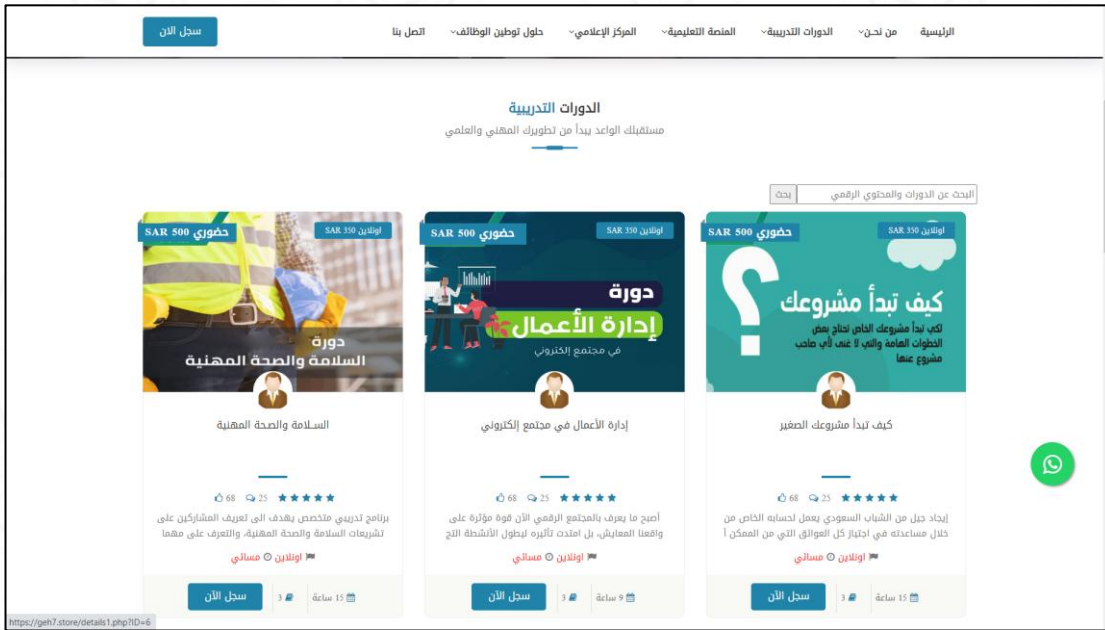 الرئيسية
من نحـن
الدورات التدريبية
المنصة التعليمية
المركز الإعلامي
حلول توطين الوظائف
اتصل بنا
سجل الان
الدورات التدريبية
مستقبلك الواعد يبدأ من تطويرك المهني والعلمي
البحث عن الدورات والمحتوي الرقمي
بحث
اونلاين 350 SAR
حضوري 500 SAR
كيف تبدأ مشروعك
؟
لكي تبدأ مشروعك الخاص تحتاج بعض
الخطوات الهامة والتي لا غنى لأي صاحب
مشروع عنها
كيف تبدأ مشروعك الصغير
25 68
إيجاد جيل من الشباب السعودي يعمل لحسابه الخاص من
خلال مساعدته في اجتياز كل العوائق التي من الممكن أ
اونلاين مسائي
15 ساعة
3
سجل الآن
اونلاين 350 SAR
حضوري 500 SAR
دورة
إدارة الأعمال
في مجتمع إلكتروني
إدارة الأعمال في مجتمع إلكتروني
25 68
أصبح ما يعرف بالمجتمع الرقمي الآن قوة مؤثرة على
واقعنا المعايش، بل امتدت تأثيره ليطول الأنشطة التج
اونلاين مسائي
9 ساعة
3
سجل الآن
اونلاين 350 SAR
حضوري 500 SAR
دورة
السلامة والصحة المهنية
السـلامة والصـحة المهنية
25 68
برنامج تدريبي متخصص يهدف الى تعريف المشاركين على
تشريعات السلامة والصحة المهنية، والتعرف على مهما
اونلاين مسائي
15 ساعة
3
سجل الآن
https://geh7.store/details1.php?ID=6